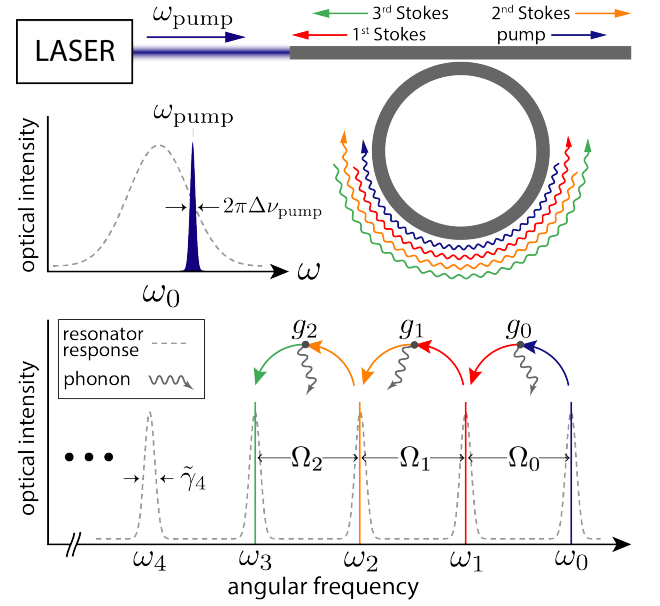 LASER
ω_pump
3rd Stokes
2nd Stokes
1st Stokes
pump
optical intensity
ω_pump
2πΔν_pump
ω_0
ω
optical intensity
resonator
response
phonon
g_2
g_1
g_0
Ω_2
Ω_1
Ω_0
• • •
γ̃_4
ω_4
ω_3
ω_2
ω_1
ω_0
angular frequency